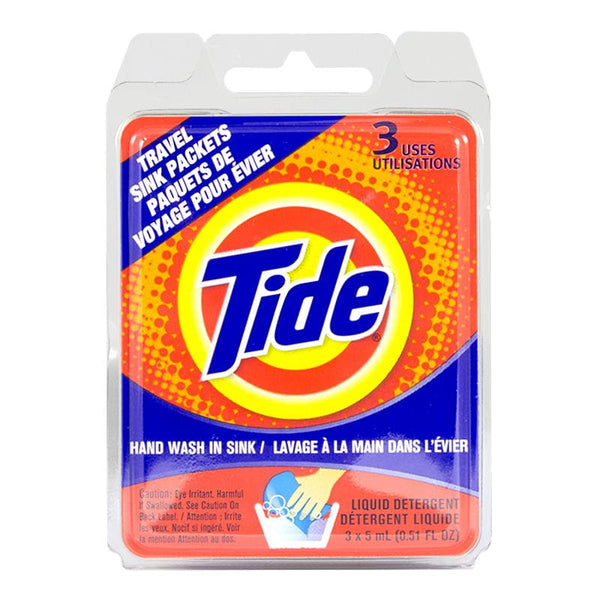 TRAVEL
SINK PACKETS
PAQUETS DE
VOYAGE POUR ÉVIER
3 USES
UTILISATIONS
Tide®
HAND WASH IN SINK / LAVAGE À LA MAIN DANS L'ÉVIER
Caution: Eye Irritant. Harmful
If Swallowed. See Caution On
Back Label. / Attention : Irrite
les yeux. Nocif si ingéré. Voir
la mention Attention au dos.
LIQUID DETERGENT
DÉTERGENT LIQUIDE
3 x 5 mL (0.51 FL OZ)